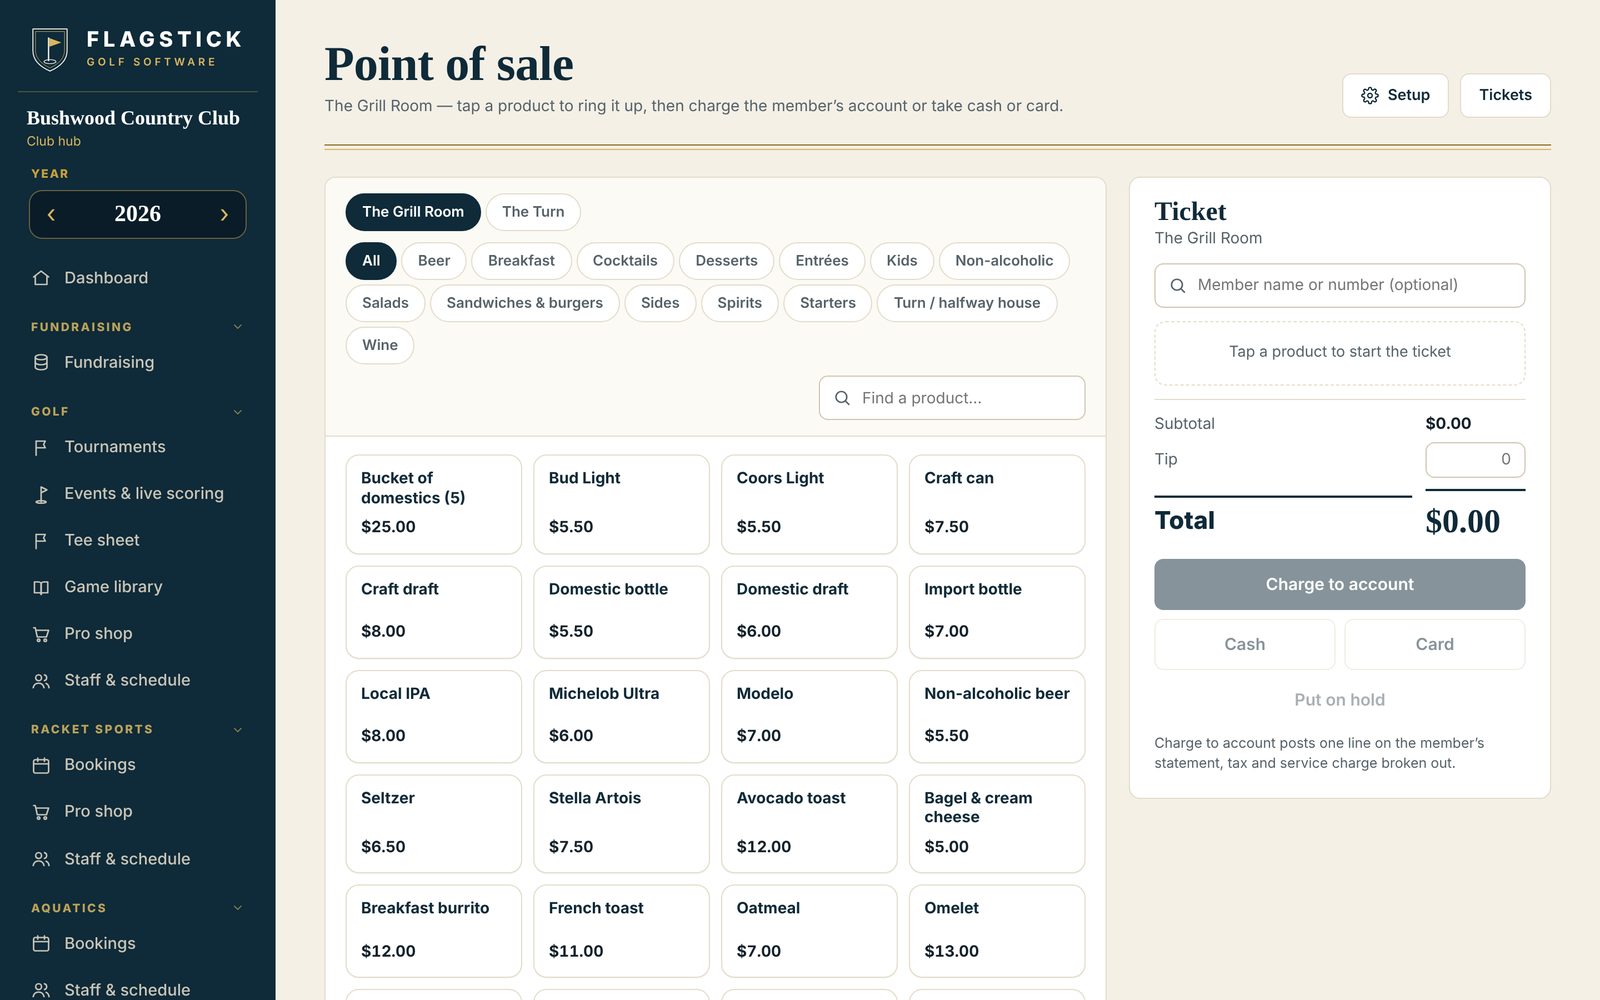 FLAGSTICK
GOLF SOFTWARE
Bushwood Country Club
Club hub
YEAR
2026
Dashboard
FUNDRAISING
Fundraising
GOLF
Tournaments
Events & live scoring
Tee sheet
Game library
Pro shop
Staff & schedule
RACKET SPORTS
Bookings
Pro shop
Staff & schedule
AQUATICS
Bookings
Staff & schedule
Point of sale
The Grill Room — tap a product to ring it up, then charge the member’s account or take cash or card.
Setup
Tickets
The Grill Room
The Turn
All
Beer
Breakfast
Cocktails
Desserts
Entrées
Kids
Non-alcoholic
Salads
Sandwiches & burgers
Sides
Spirits
Starters
Turn / halfway house
Wine
Find a product...
Bucket of
domestics (5)
$25.00
Bud Light
$5.50
Coors Light
$5.50
Craft can
$7.50
Craft draft
$8.00
Domestic bottle
$5.50
Domestic draft
$6.00
Import bottle
$7.00
Local IPA
$8.00
Michelob Ultra
$6.00
Modelo
$7.00
Non-alcoholic beer
$5.50
Seltzer
$6.50
Stella Artois
$7.50
Avocado toast
$12.00
Bagel & cream
cheese
$5.00
Breakfast burrito
$12.00
French toast
$11.00
Oatmeal
$7.00
Omelet
$13.00
Ticket
The Grill Room
Member name or number (optional)
Tap a product to start the ticket
Subtotal
$0.00
Tip
0
Total
$0.00
Charge to account
Cash
Card
Put on hold
Charge to account posts one line on the member’s
statement, tax and service charge broken out.